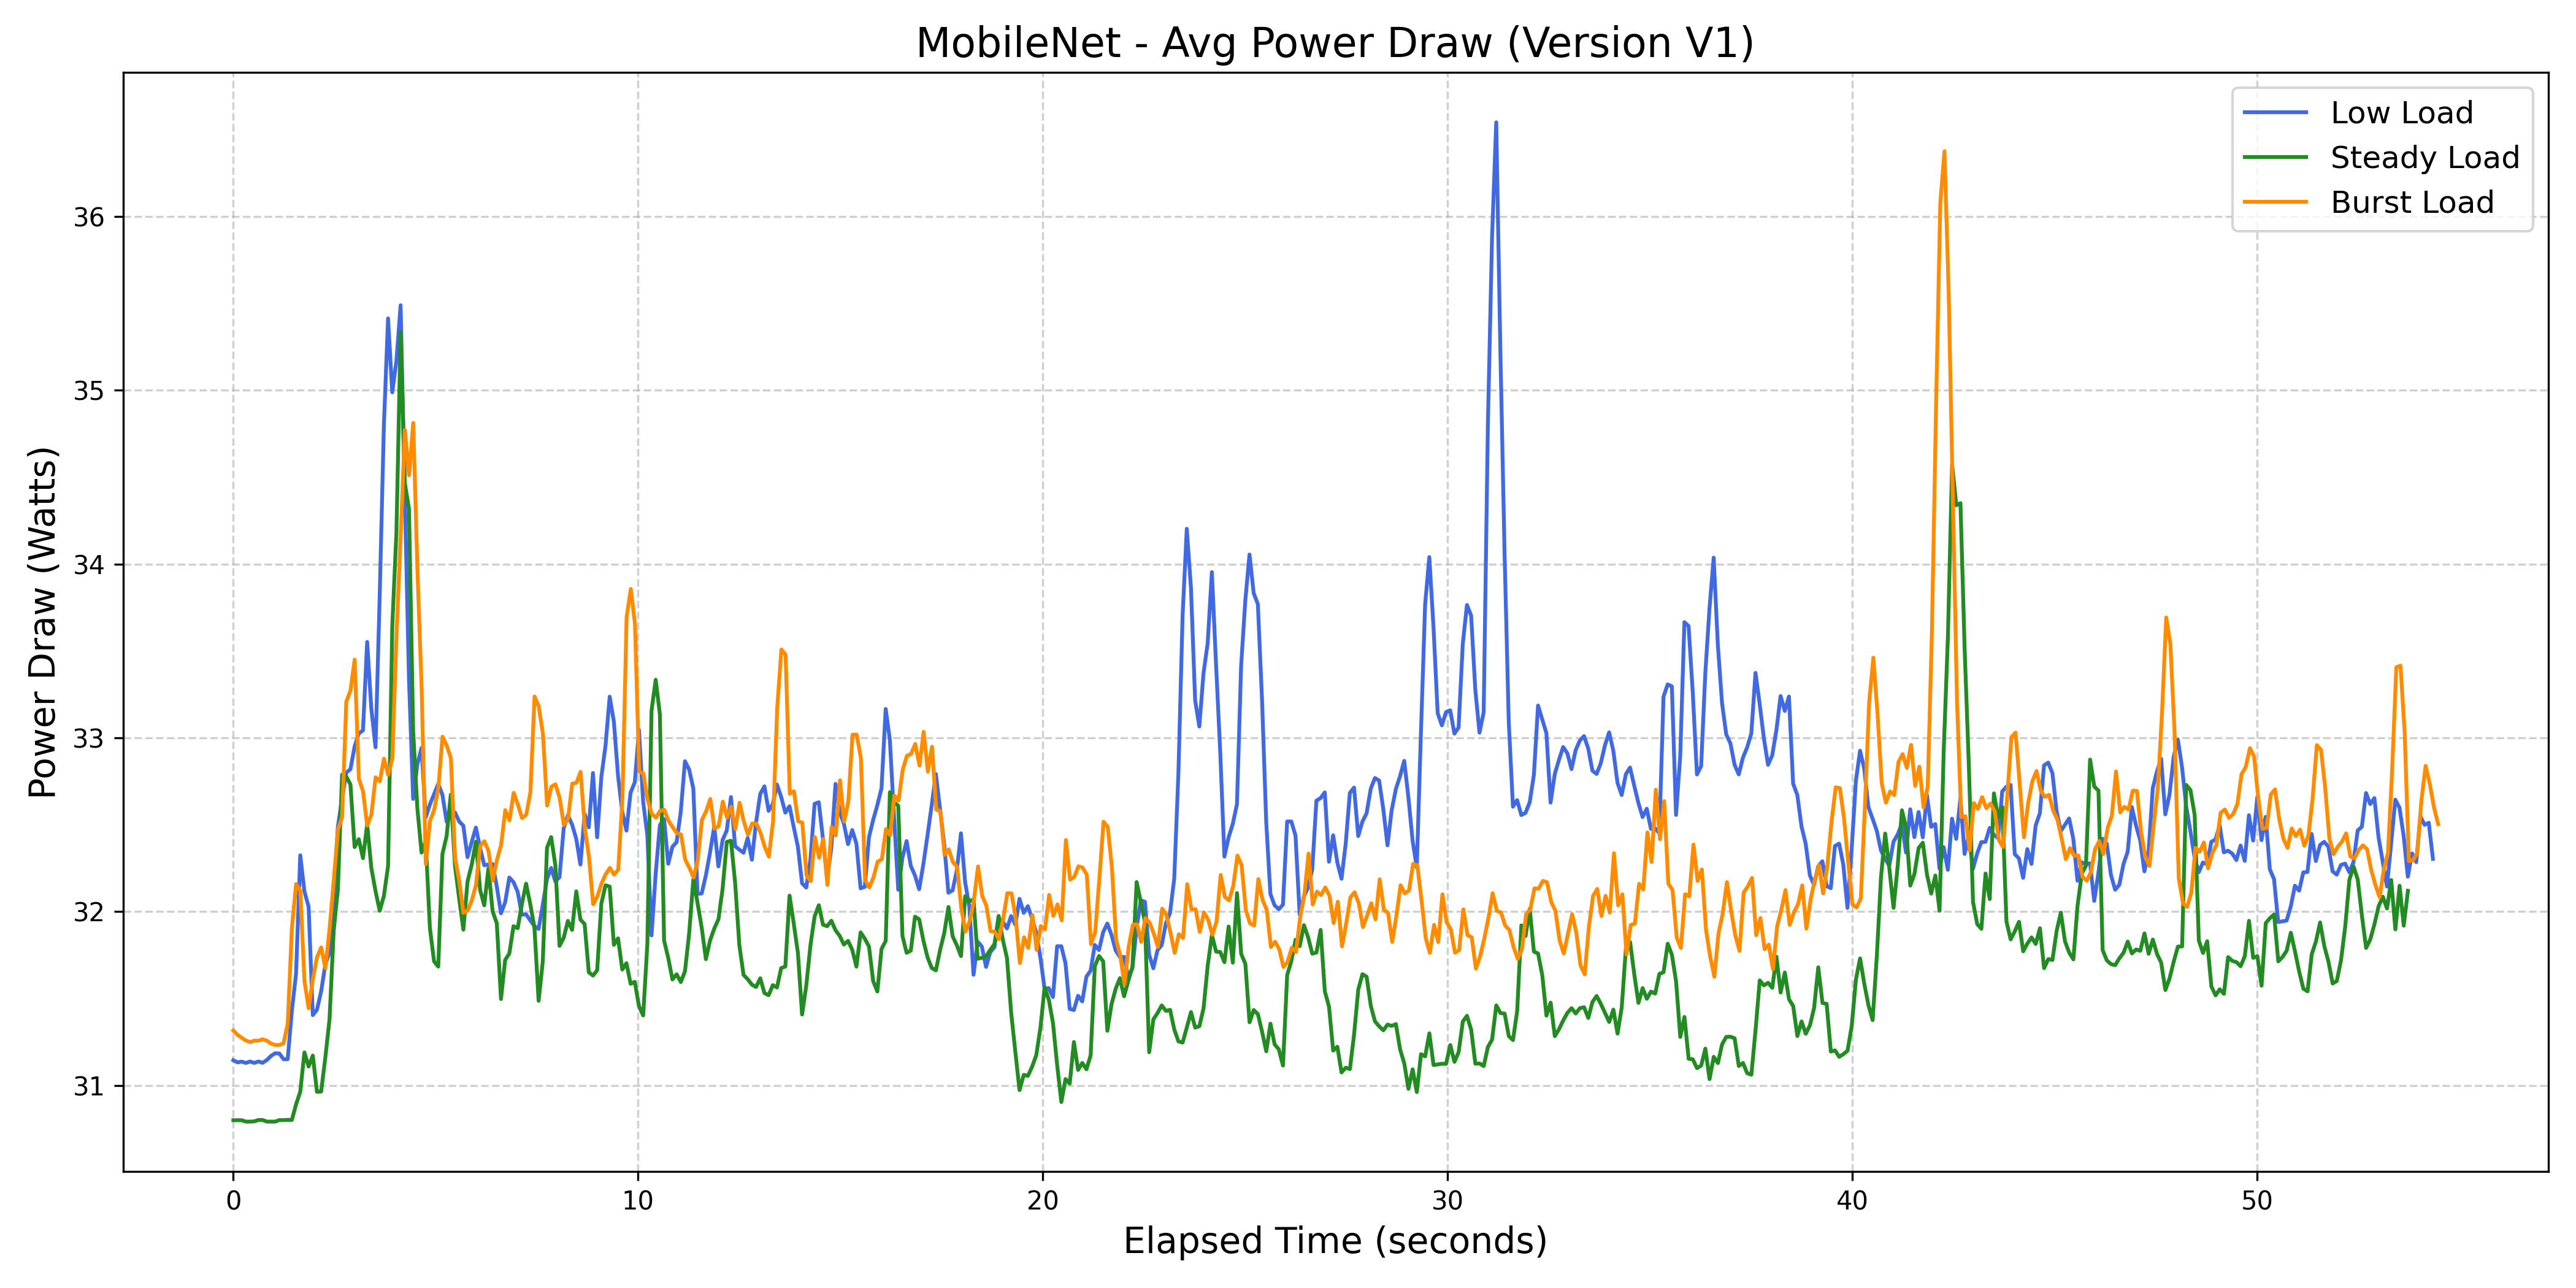 MobileNet - Avg Power Draw (Version V1)
Low Load
Steady Load
Burst Load
Power Draw (Watts)
36
35
34
33
32
31
0 10 20 30 40 50
Elapsed Time (seconds)